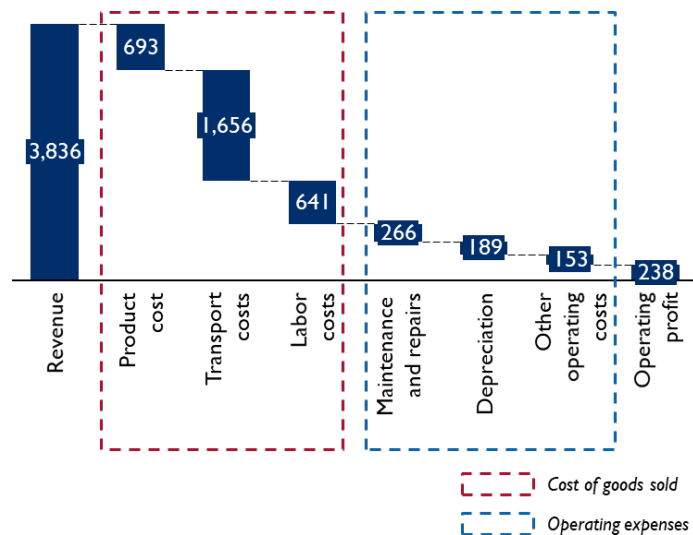 693
1,656
3,836
641
266
189
153
238
Revenue
Product
cost
Transport
costs
Labor
costs
Maintenance
and repairs
Depreciation
Other
operating
costs
Operating
profit
Cost of goods sold
Operating expenses